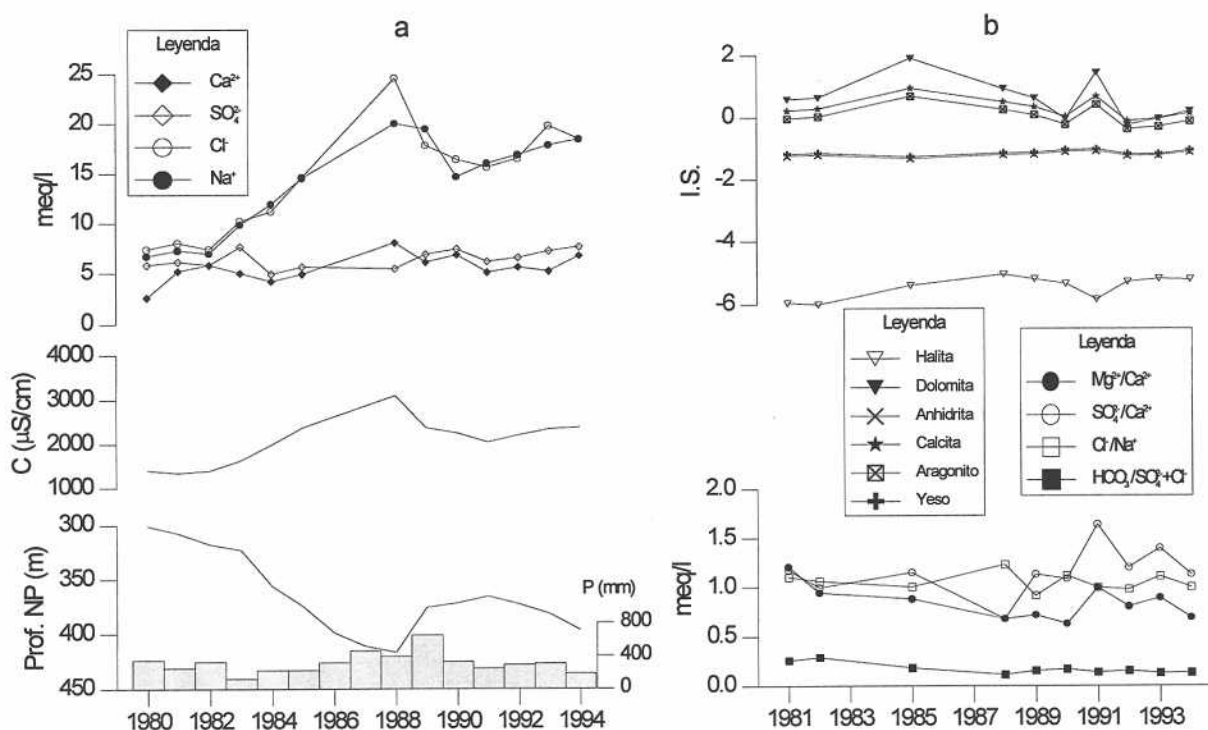 a
Leyenda
Ca²⁺
SO₄²⁻
Cl⁻
Na⁺
meq/l
25
20
15
10
5
0
C (µS/cm)
4000
3000
2000
1000
Prof. NP (m)
300
350
400
450
P (mm)
800
400
0
1980 1982 1984 1986 1988 1990 1992 1994
b
I.S.
2
0
-2
-4
-6
Leyenda
Halita
Dolomita
Anhidrita
Calcita
Aragonito
Yeso
Leyenda
Mg²⁺/Ca²⁺
SO₄²⁻/Ca²⁺
Cl⁻/Na⁺
HCO₃⁻/SO₄²⁻+Cl⁻
meq/l
2.0
1.5
1.0
0.5
0.0
1981 1983 1985 1987 1989 1991 1993